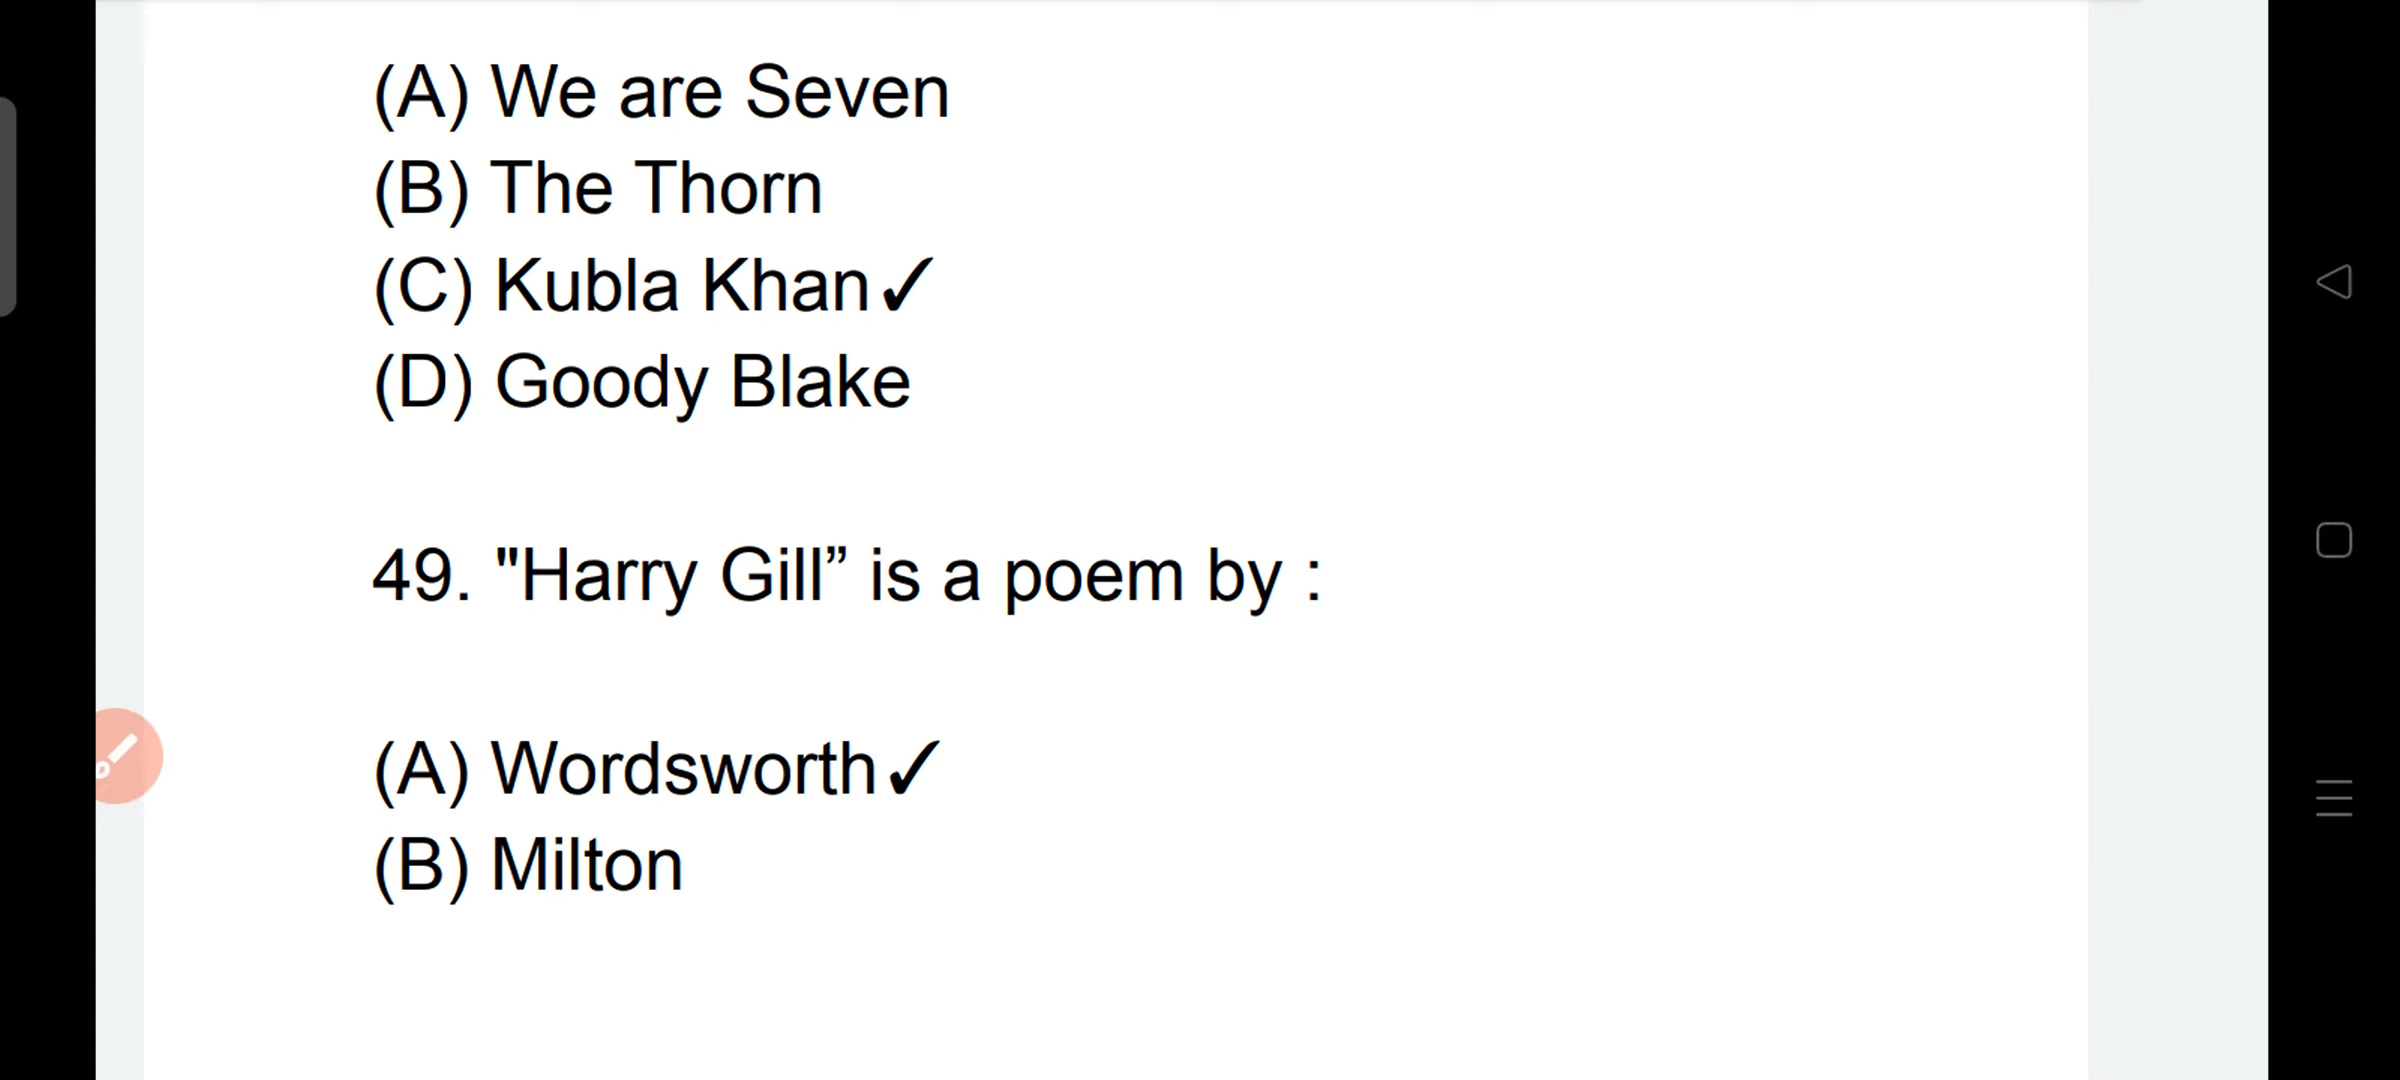 (A) We are Seven
(B) The Thorn
(C) Kubla Khan✓
(D) Goody Blake
49. "Harry Gill” is a poem by :
(A) Wordsworth✓
(B) Milton